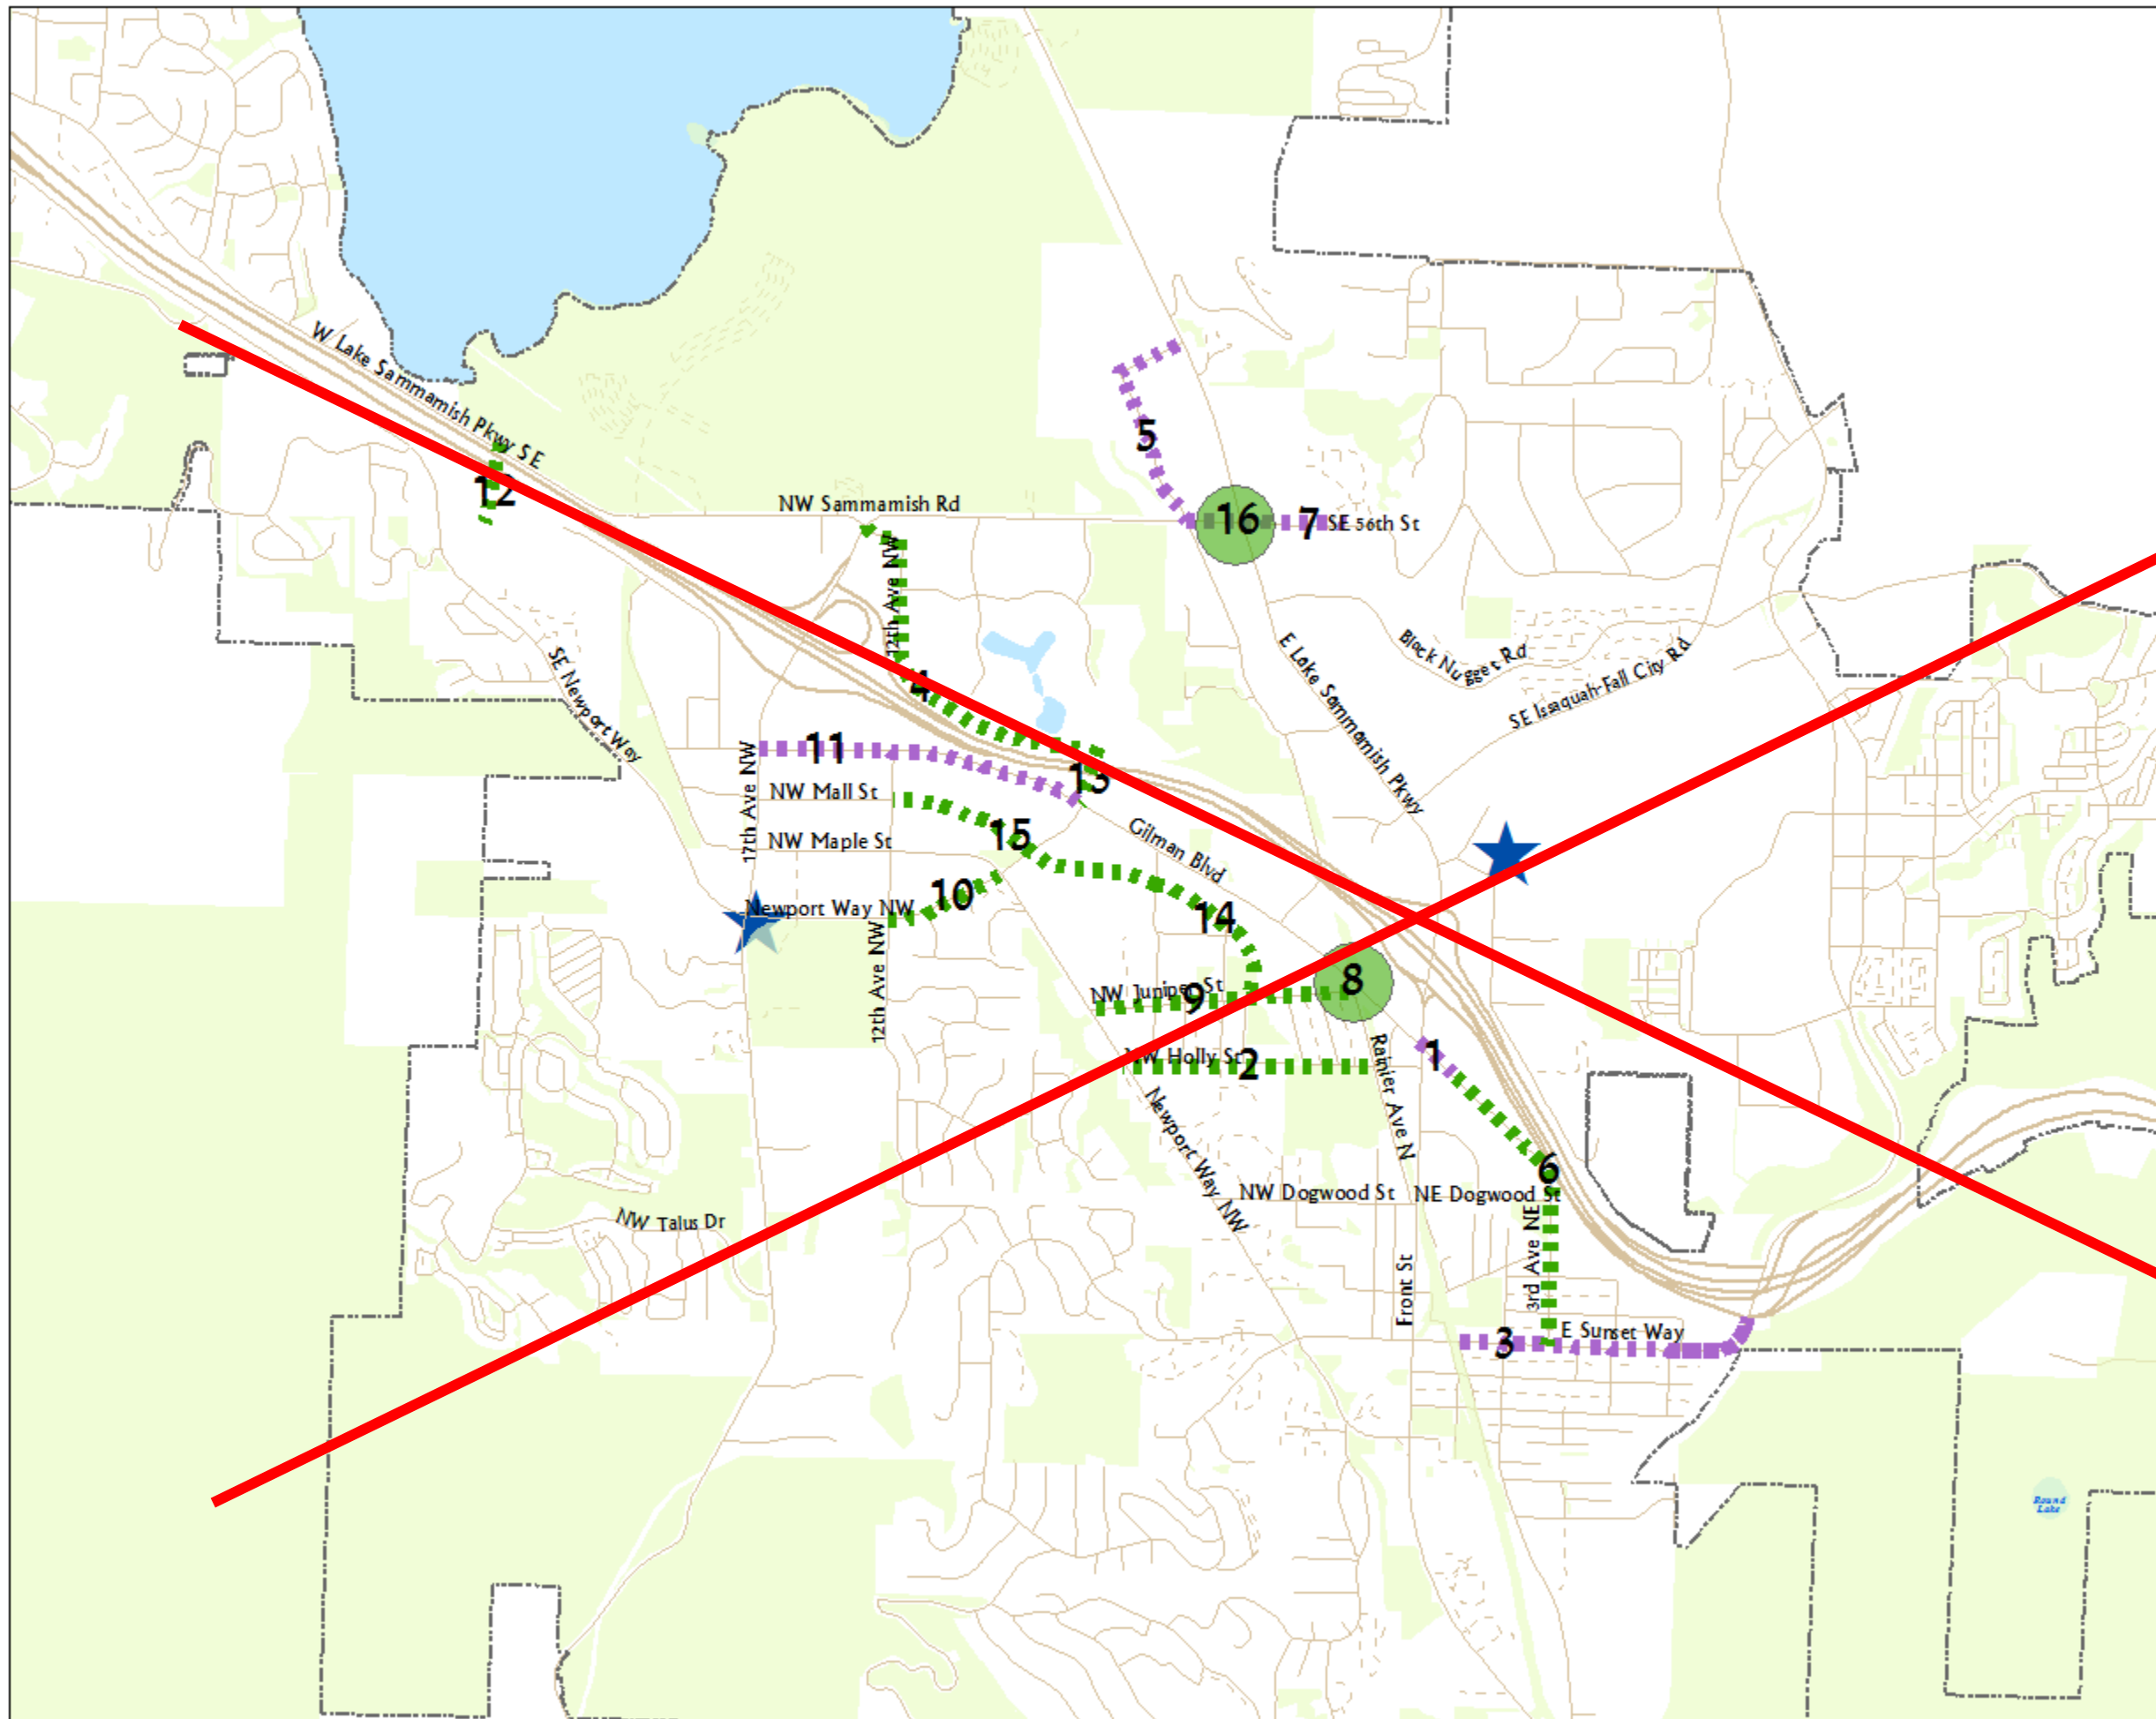 W Lake Sammamish Pkwy SE
12
5
NW Sammamish Rd
16
7
SE 56th St
12th Ave NW
4
E Lake Sammamish Pkwy
Black Nugget Rd
SE Issaquah-Fall City Rd
SE Newport Way
17th Ave NW
11
13
NW Mall St
15
NW Maple St
Gilman Blvd
10
Newport Way NW
14
12th Ave NW
8
NW Juniper St
9
NW Holly St
2
Rainier Ave N
1
Newport Way NW
6
NW Dogwood St
NE Dogwood St
NW Talus Dr
3rd Ave NE
Front St
3
E Sunset Way
Round
Lake